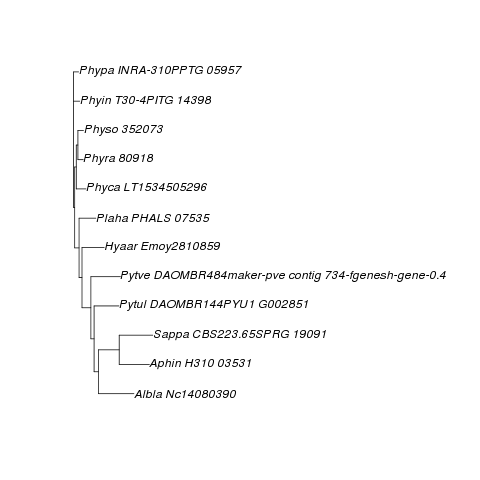 Phypa INRA-310PPTG 05957
Phyin T30-4PITG 14398
Physo 352073
Phyra 80918
Phyca LT1534505296
Plaha PHALS 07535
Hyaar Emoy2810859
Pytve DAOMBR484maker-pve contig 734-fgenesh-gene-0.4
Pytul DAOMBR144PYU1 G002851
Sappa CBS223.65SPRG 19091
Aphin H310 03531
Albla Nc14080390